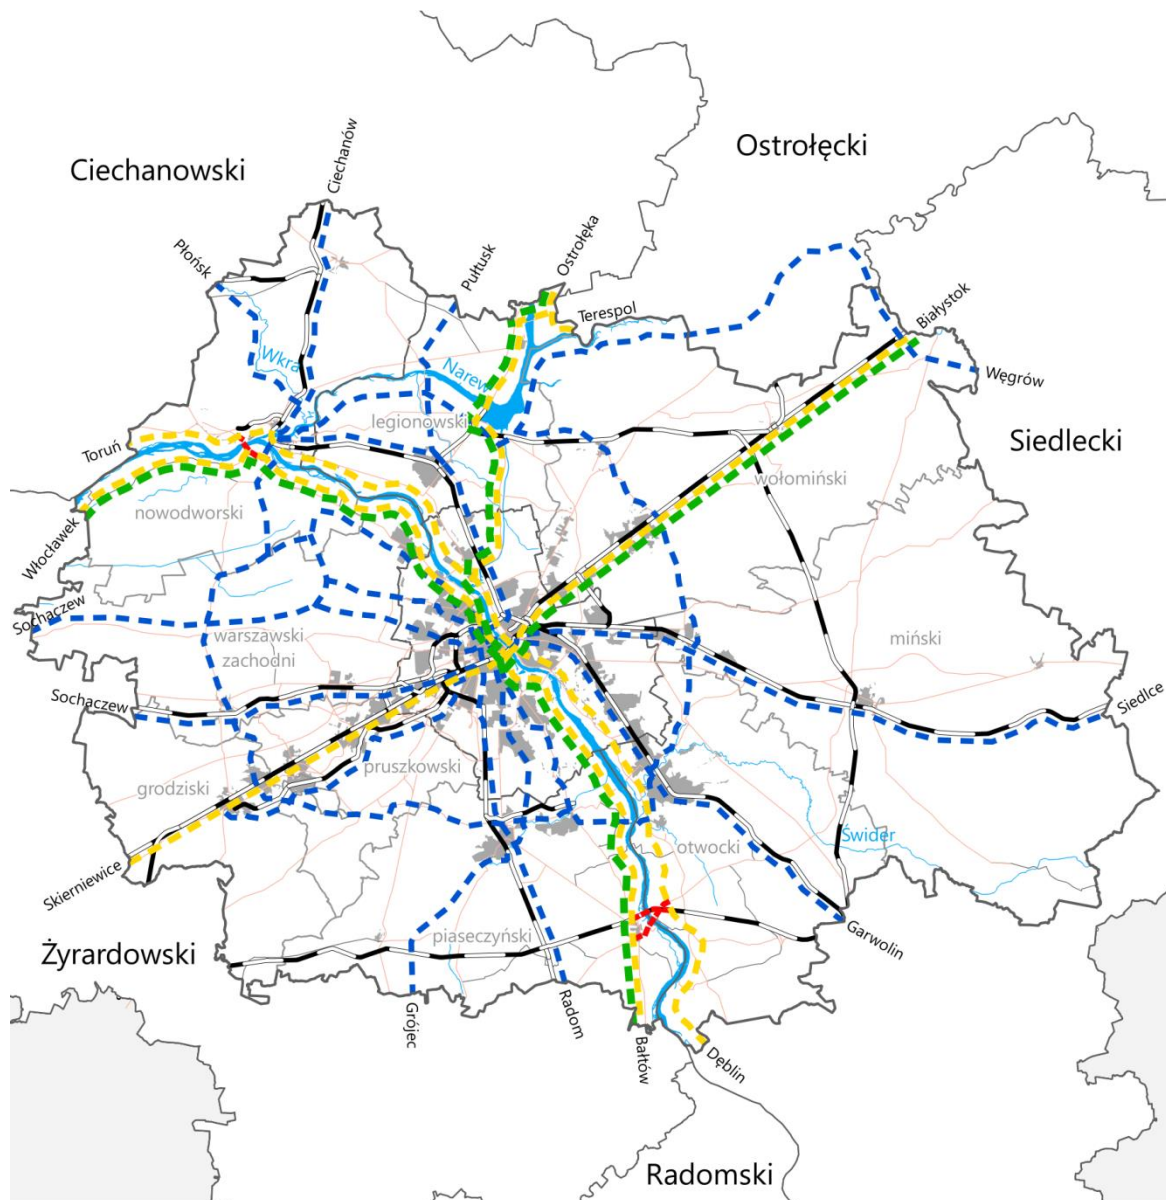 Ciechanowski
Ostrołęcki
Ciechanów
Płońsk
Pułtusk
Ostrołęka
Terespol
Białystok
Węgrów
Wkra
Narew
legionowski
Siedlecki
Toruń
wołomiński
nowodworski
Włocławek
Sochaczew
warszawski
zachodni
miński
Sochaczew
Siedlce
pruszkowski
grodziski
Świder
otwocki
Skierniewice
Garwolin
Żyrardowski
piaseczyński
Grójec
Radom
Bałtów
Dęblin
Radomski